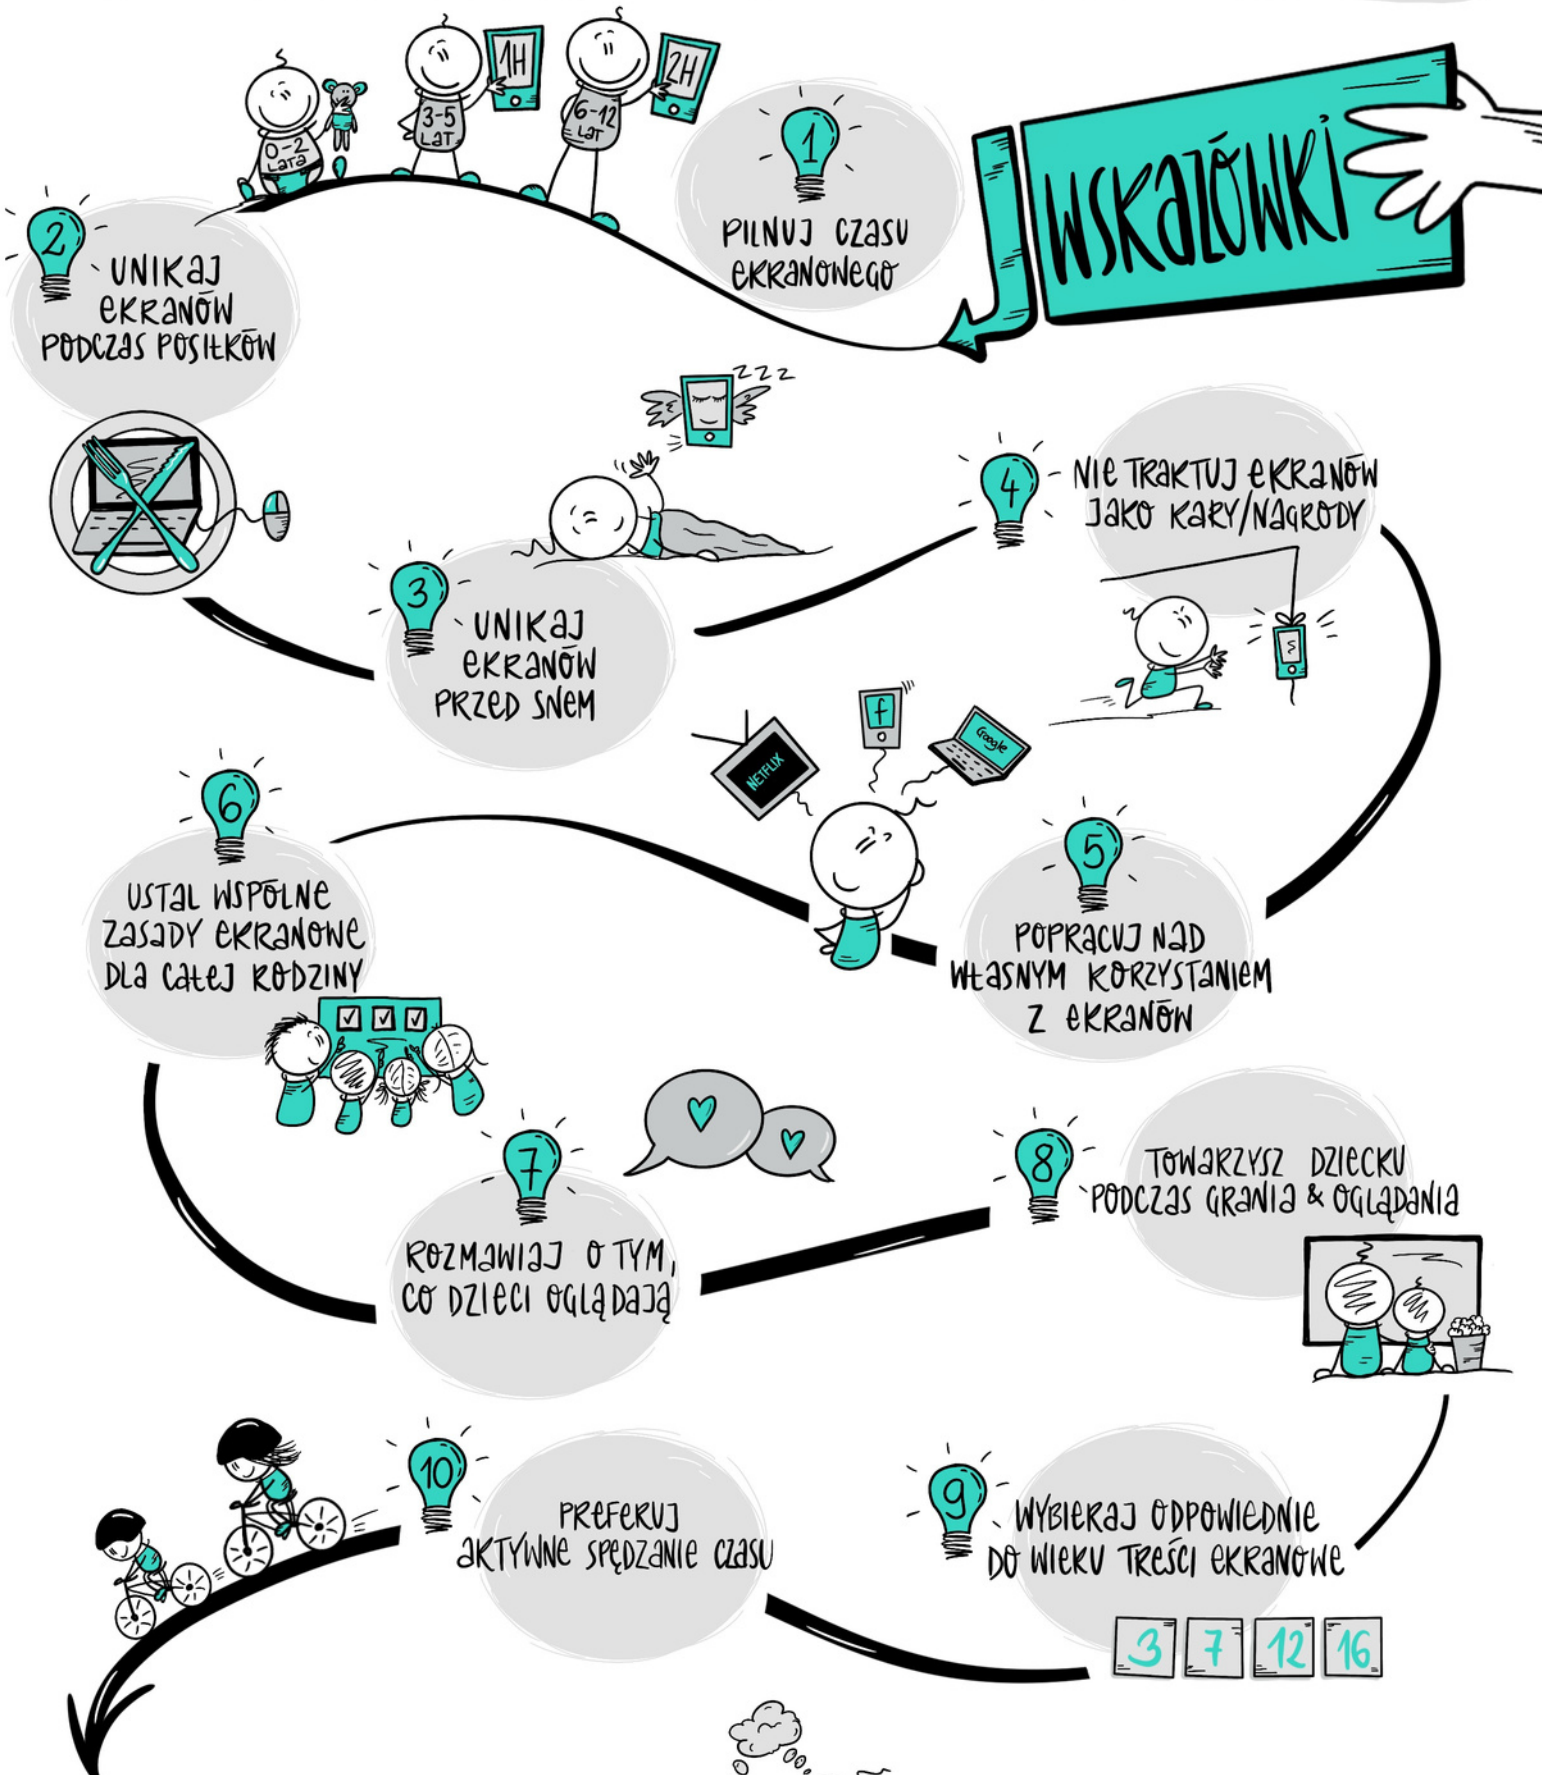 WSKAZÓWKI
1
PILNUJ CZASU
EKRANOWEGO
0-2
LATA
3-5
LAT
1H
6-12
LAT
2H
2
UNIKAJ
EKRANÓW
PODCZAS POSIŁKÓW
3
UNIKAJ
EKRANÓW
PRZED SNEM
ZZZ
4
NIE TRAKTUJ EKRANÓW
JAKO KARY/NAGRODY
5
POPRACUJ NAD
WŁASNYM KORZYSTANIEM
Z EKRANÓW
NETFLIX
f
Google
6
USTAL WSPÓLNE
ZASADY EKRANOWE
DLA CAŁEJ RODZINY
7
ROZMAWIAJ O TYM,
CO DZIECI OGLĄDAJĄ
8
TOWARZYSZ DZIECKU
PODCZAS GRANIA & OGLĄDANIA
9
WYBIERAJ ODPOWIEDNIE
DO WIEKU TREŚCI EKRANOWE
3 7 12 16
10
PREFERUJ
AKTYWNE SPĘDZANIE CZASU